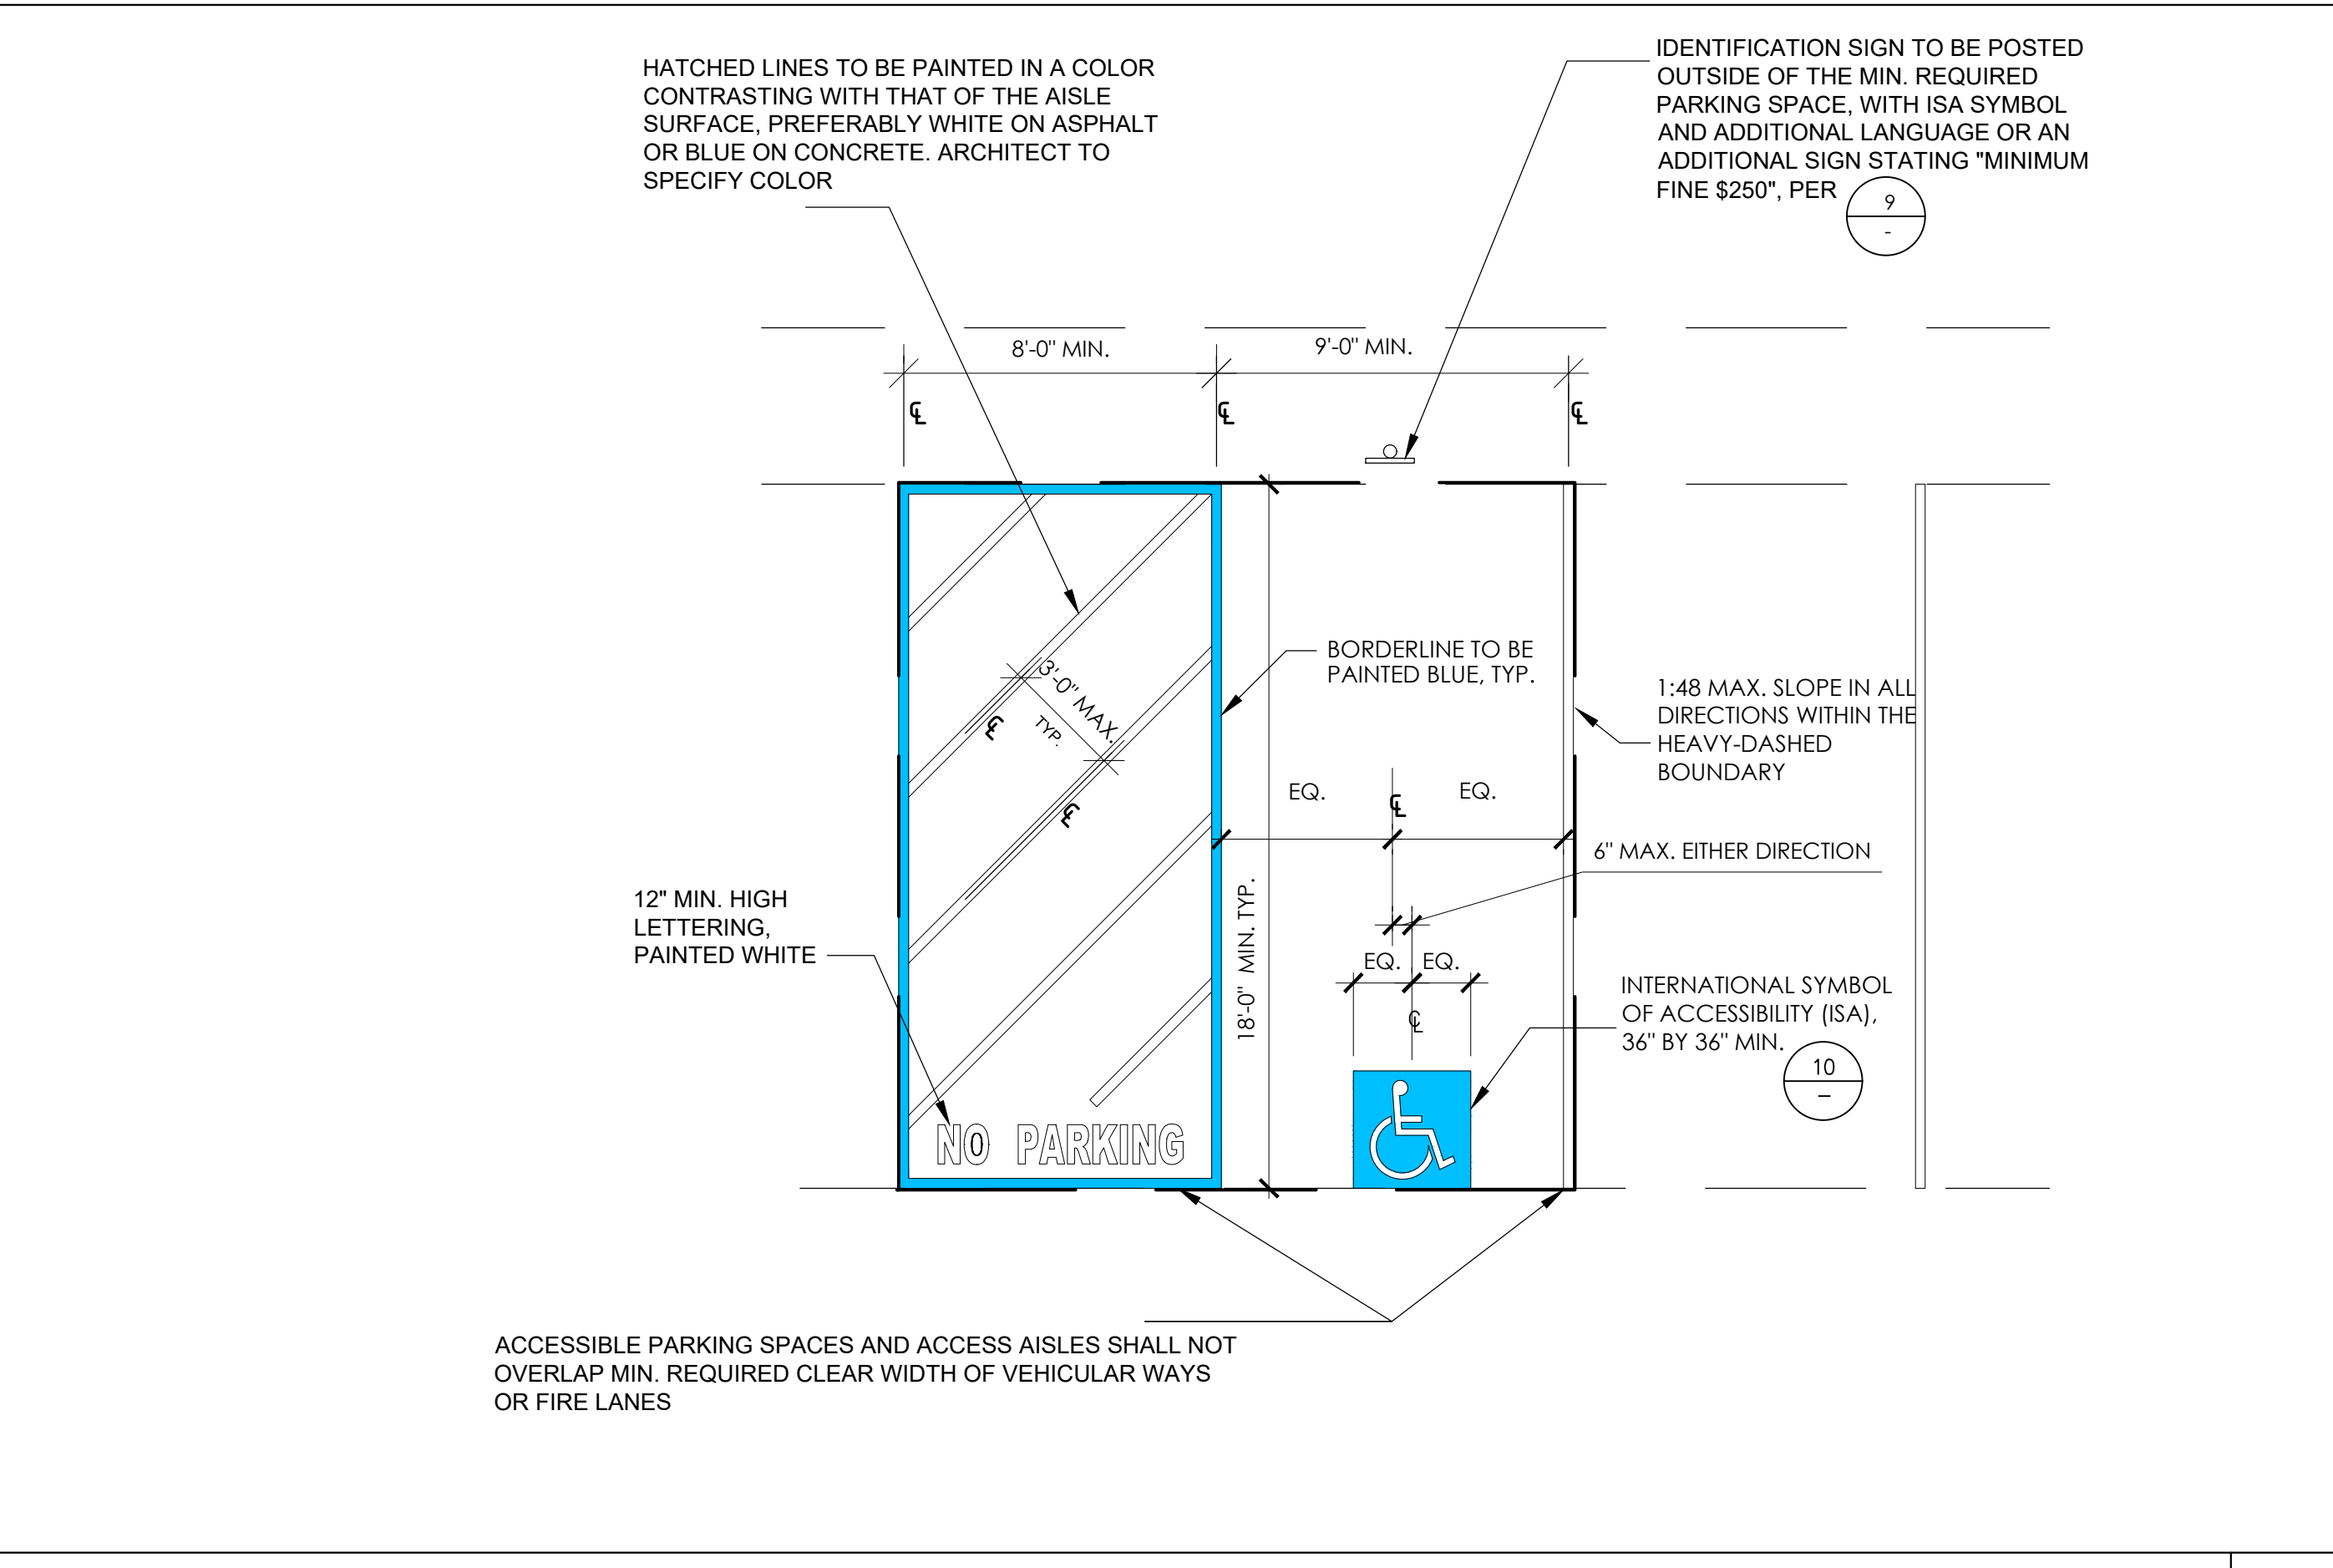 HATCHED LINES TO BE PAINTED IN A COLOR
CONTRASTING WITH THAT OF THE AISLE
SURFACE, PREFERABLY WHITE ON ASPHALT
OR BLUE ON CONCRETE. ARCHITECT TO
SPECIFY COLOR
IDENTIFICATION SIGN TO BE POSTED
OUTSIDE OF THE MIN. REQUIRED
PARKING SPACE, WITH ISA SYMBOL
AND ADDITIONAL LANGUAGE OR AN
ADDITIONAL SIGN STATING "MINIMUM
FINE $250", PER
9
-
8'-0" MIN.
9'-0" MIN.
℄
℄
℄
3'-0" MAX.
TYP.
℄
℄
BORDERLINE TO BE
PAINTED BLUE, TYP.
1:48 MAX. SLOPE IN ALL
DIRECTIONS WITHIN THE
HEAVY-DASHED
BOUNDARY
EQ.
℄
EQ.
6" MAX. EITHER DIRECTION
12" MIN. HIGH
LETTERING,
PAINTED WHITE
18'-0" MIN. TYP.
EQ.
EQ.
℄
INTERNATIONAL SYMBOL
OF ACCESSIBILITY (ISA),
36" BY 36" MIN.
10
–
NO PARKING
ACCESSIBLE PARKING SPACES AND ACCESS AISLES SHALL NOT
OVERLAP MIN. REQUIRED CLEAR WIDTH OF VEHICULAR WAYS
OR FIRE LANES